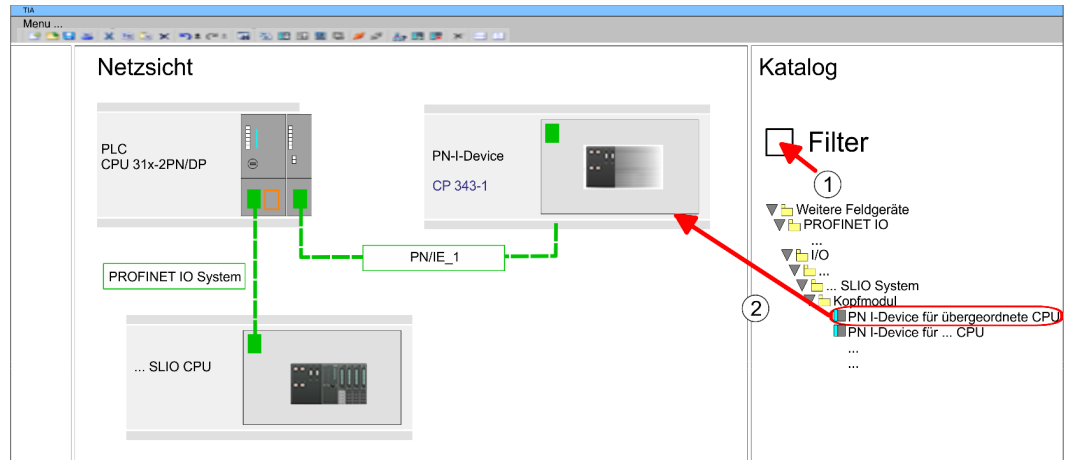 TIA
Menu ...
Netzsicht
PLC
CPU 31x-2PN/DP
PN-I-Device
CP 343-1
PN/IE_1
PROFINET IO System
... SLIO CPU
Katalog
Filter
1
Weitere Feldgeräte
PROFINET IO
...
I/O
...
... SLIO System
Kopfmodul
2
PN I-Device für übergeordnete CPU
PN I-Device für ... CPU
...
...